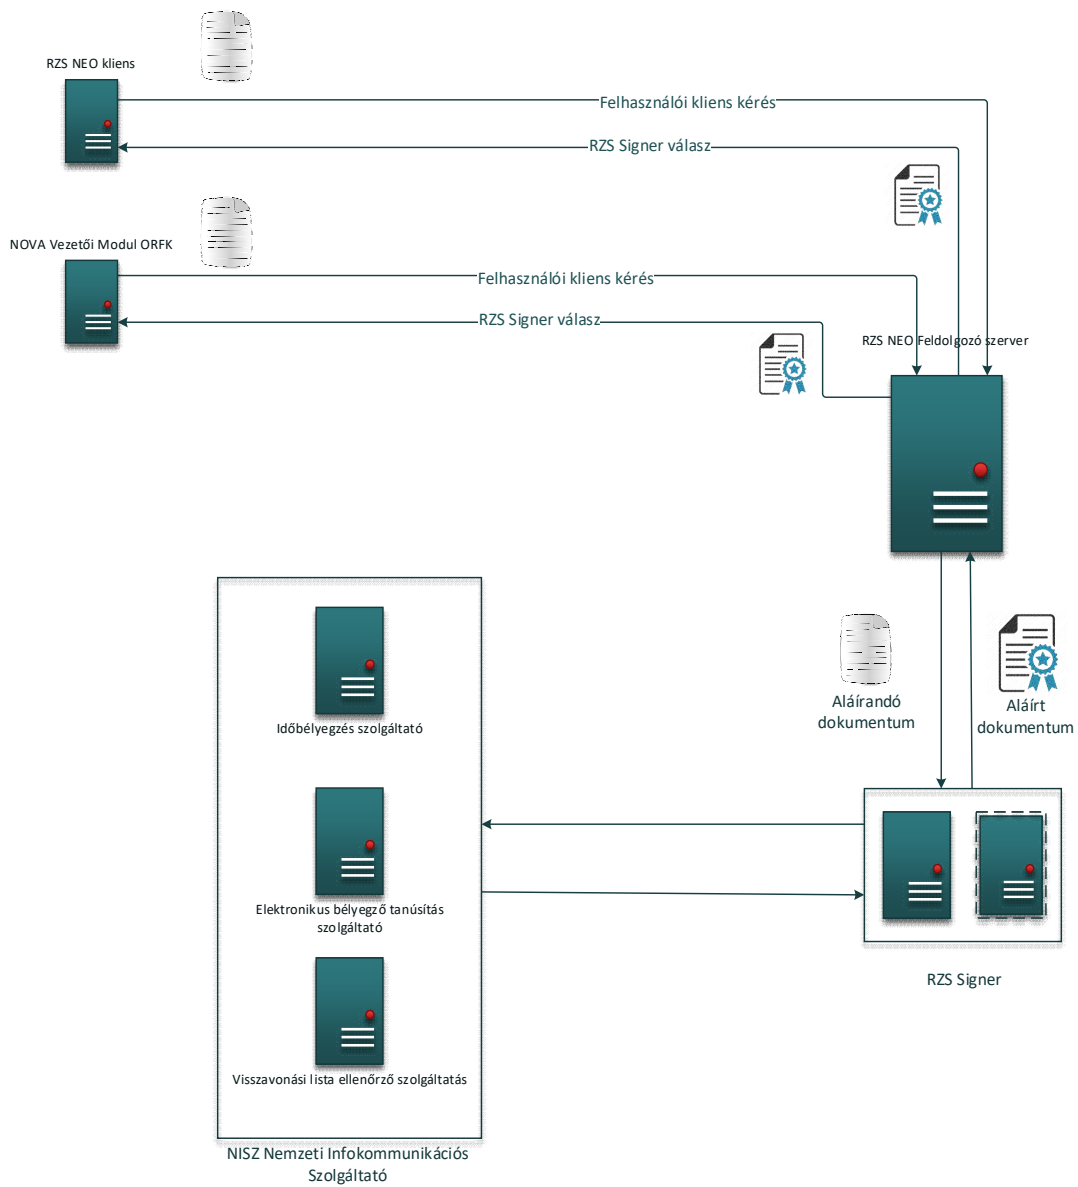 RZS NEO kliens
Felhasználói kliens kérés
RZS Signer válasz
NOVA Vezetői Modul ORFK
Felhasználói kliens kérés
RZS Signer válasz
RZS NEO Feldolgozó szerver
Aláírandó
dokumentum
Aláírt
dokumentum
Időbélyegzés szolgáltató
Elektronikus bélyegző tanúsítás
szolgáltató
RZS Signer
Visszavonási lista ellenőrző szolgáltatás
NISZ Nemzeti Infokommunikációs
Szolgáltató